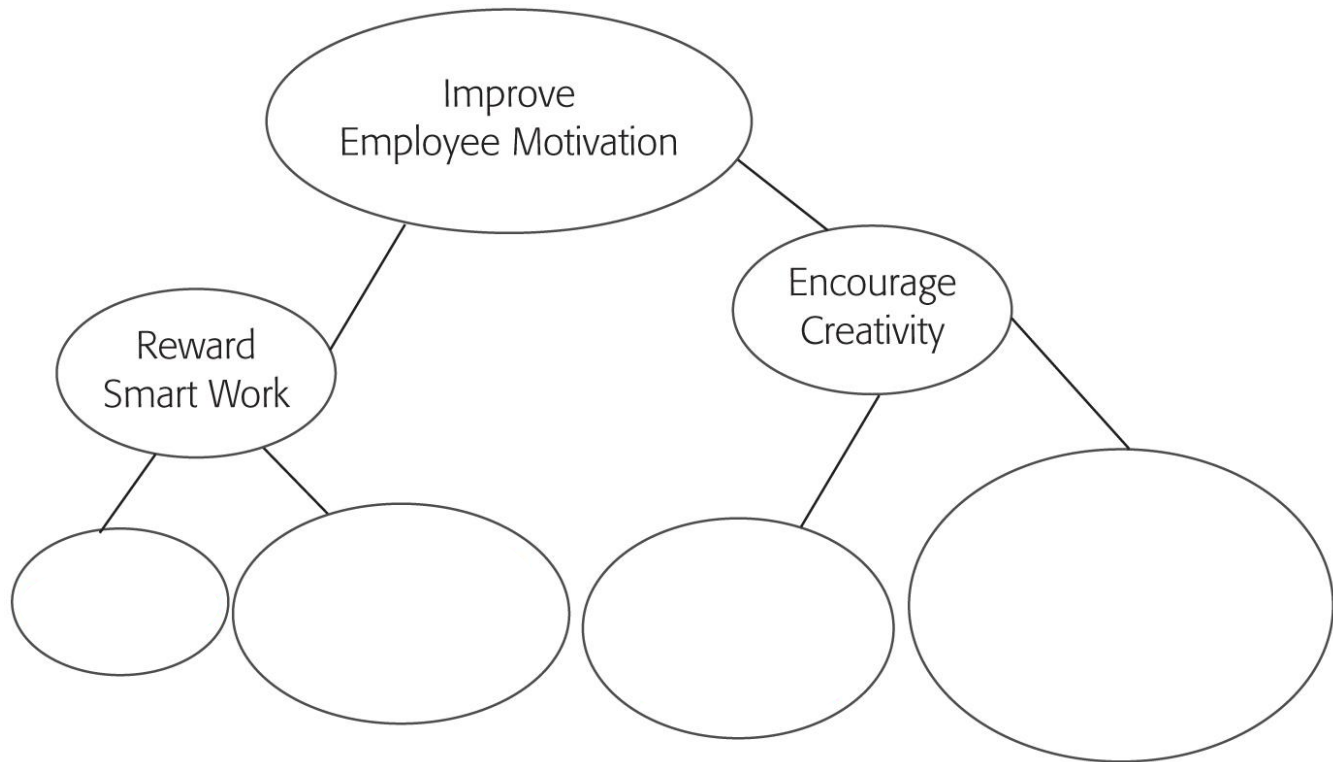 Improve
Employee Motivation
Encourage
Creativity
Reward
Smart Work